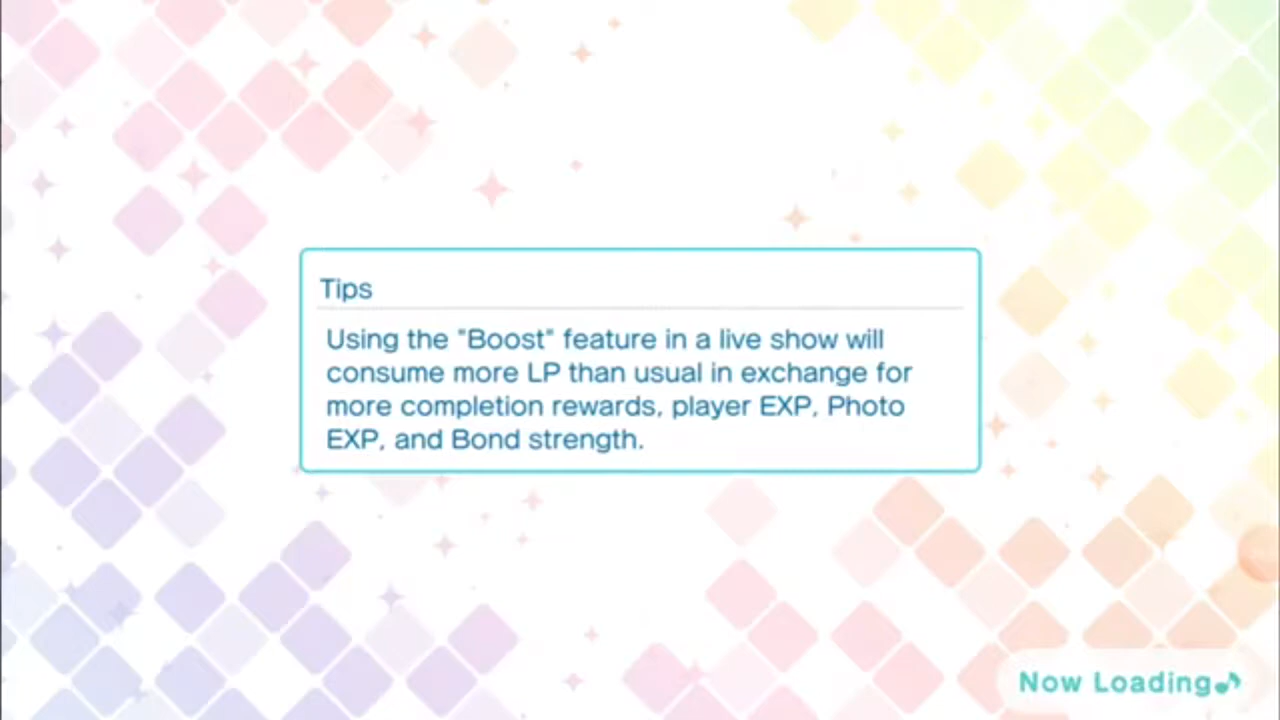 Tips
Using the "Boost" feature in a live show will
consume more LP than usual in exchange for
more completion rewards, player EXP, Photo
EXP, and Bond strength.
Now Loading♪